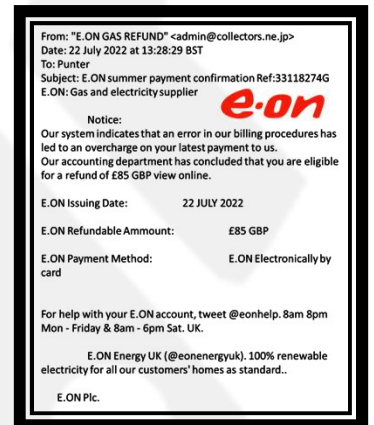 From: "E.ON GAS REFUND" <admin@collectors.ne.jp>
Date: 22 July 2022 at 13:28:29 BST
To: Punter
Subject: E.ON summer payment confirmation Ref:33118274G
E.ON: Gas and electricity supplier
e·on
Notice:
Our system indicates that an error in our billing procedures has
led to an overcharge on your latest payment to us.
Our accounting department has concluded that you are eligible
for a refund of £85 GBP view online.
E.ON Issuing Date: 22 JULY 2022
E.ON Refundable Ammount: £85 GBP
E.ON Payment Method: E.ON Electronically by
card
For help with your E.ON account, tweet @eonhelp. 8am 8pm
Mon - Friday & 8am - 6pm Sat. UK.
E.ON Energy UK (@eonenergyuk). 100% renewable
electricity for all our customers' homes as standard..
E.ON Plc.